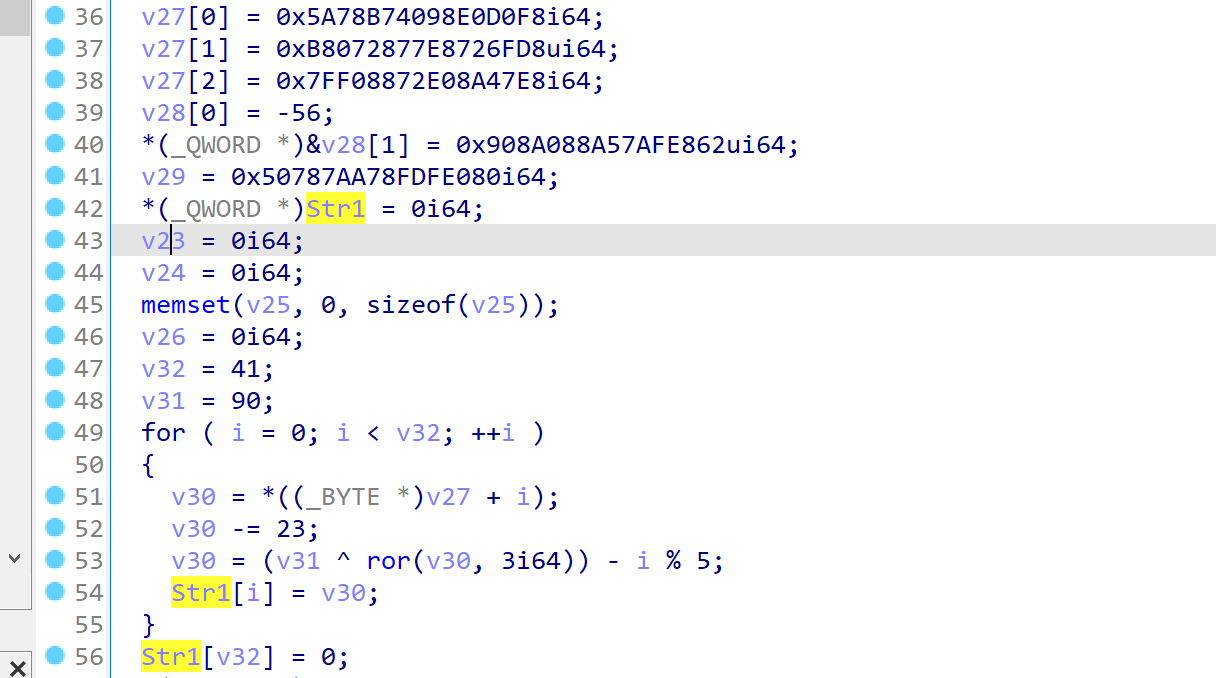 36 v27[0] = 0x5A78B74098E0D0F8i64;
37 v27[1] = 0xB8072877E8726FD8ui64;
38 v27[2] = 0x7FF08872E08A47E8i64;
39 v28[0] = -56;
40 *(_QWORD *)&v28[1] = 0x908A088A57AFE862ui64;
41 v29 = 0x50787AA78FDFE080i64;
42 *(_QWORD *)Str1 = 0i64;
43 v23 = 0i64;
44 v24 = 0i64;
45 memset(v25, 0, sizeof(v25));
46 v26 = 0i64;
47 v32 = 41;
48 v31 = 90;
49 for ( i = 0; i < v32; ++i )
50 {
51 v30 = *((_BYTE *)v27 + i);
52 v30 -= 23;
53 v30 = (v31 ^ ror(v30, 3i64)) - i % 5;
54 Str1[i] = v30;
55 }
56 Str1[v32] = 0;